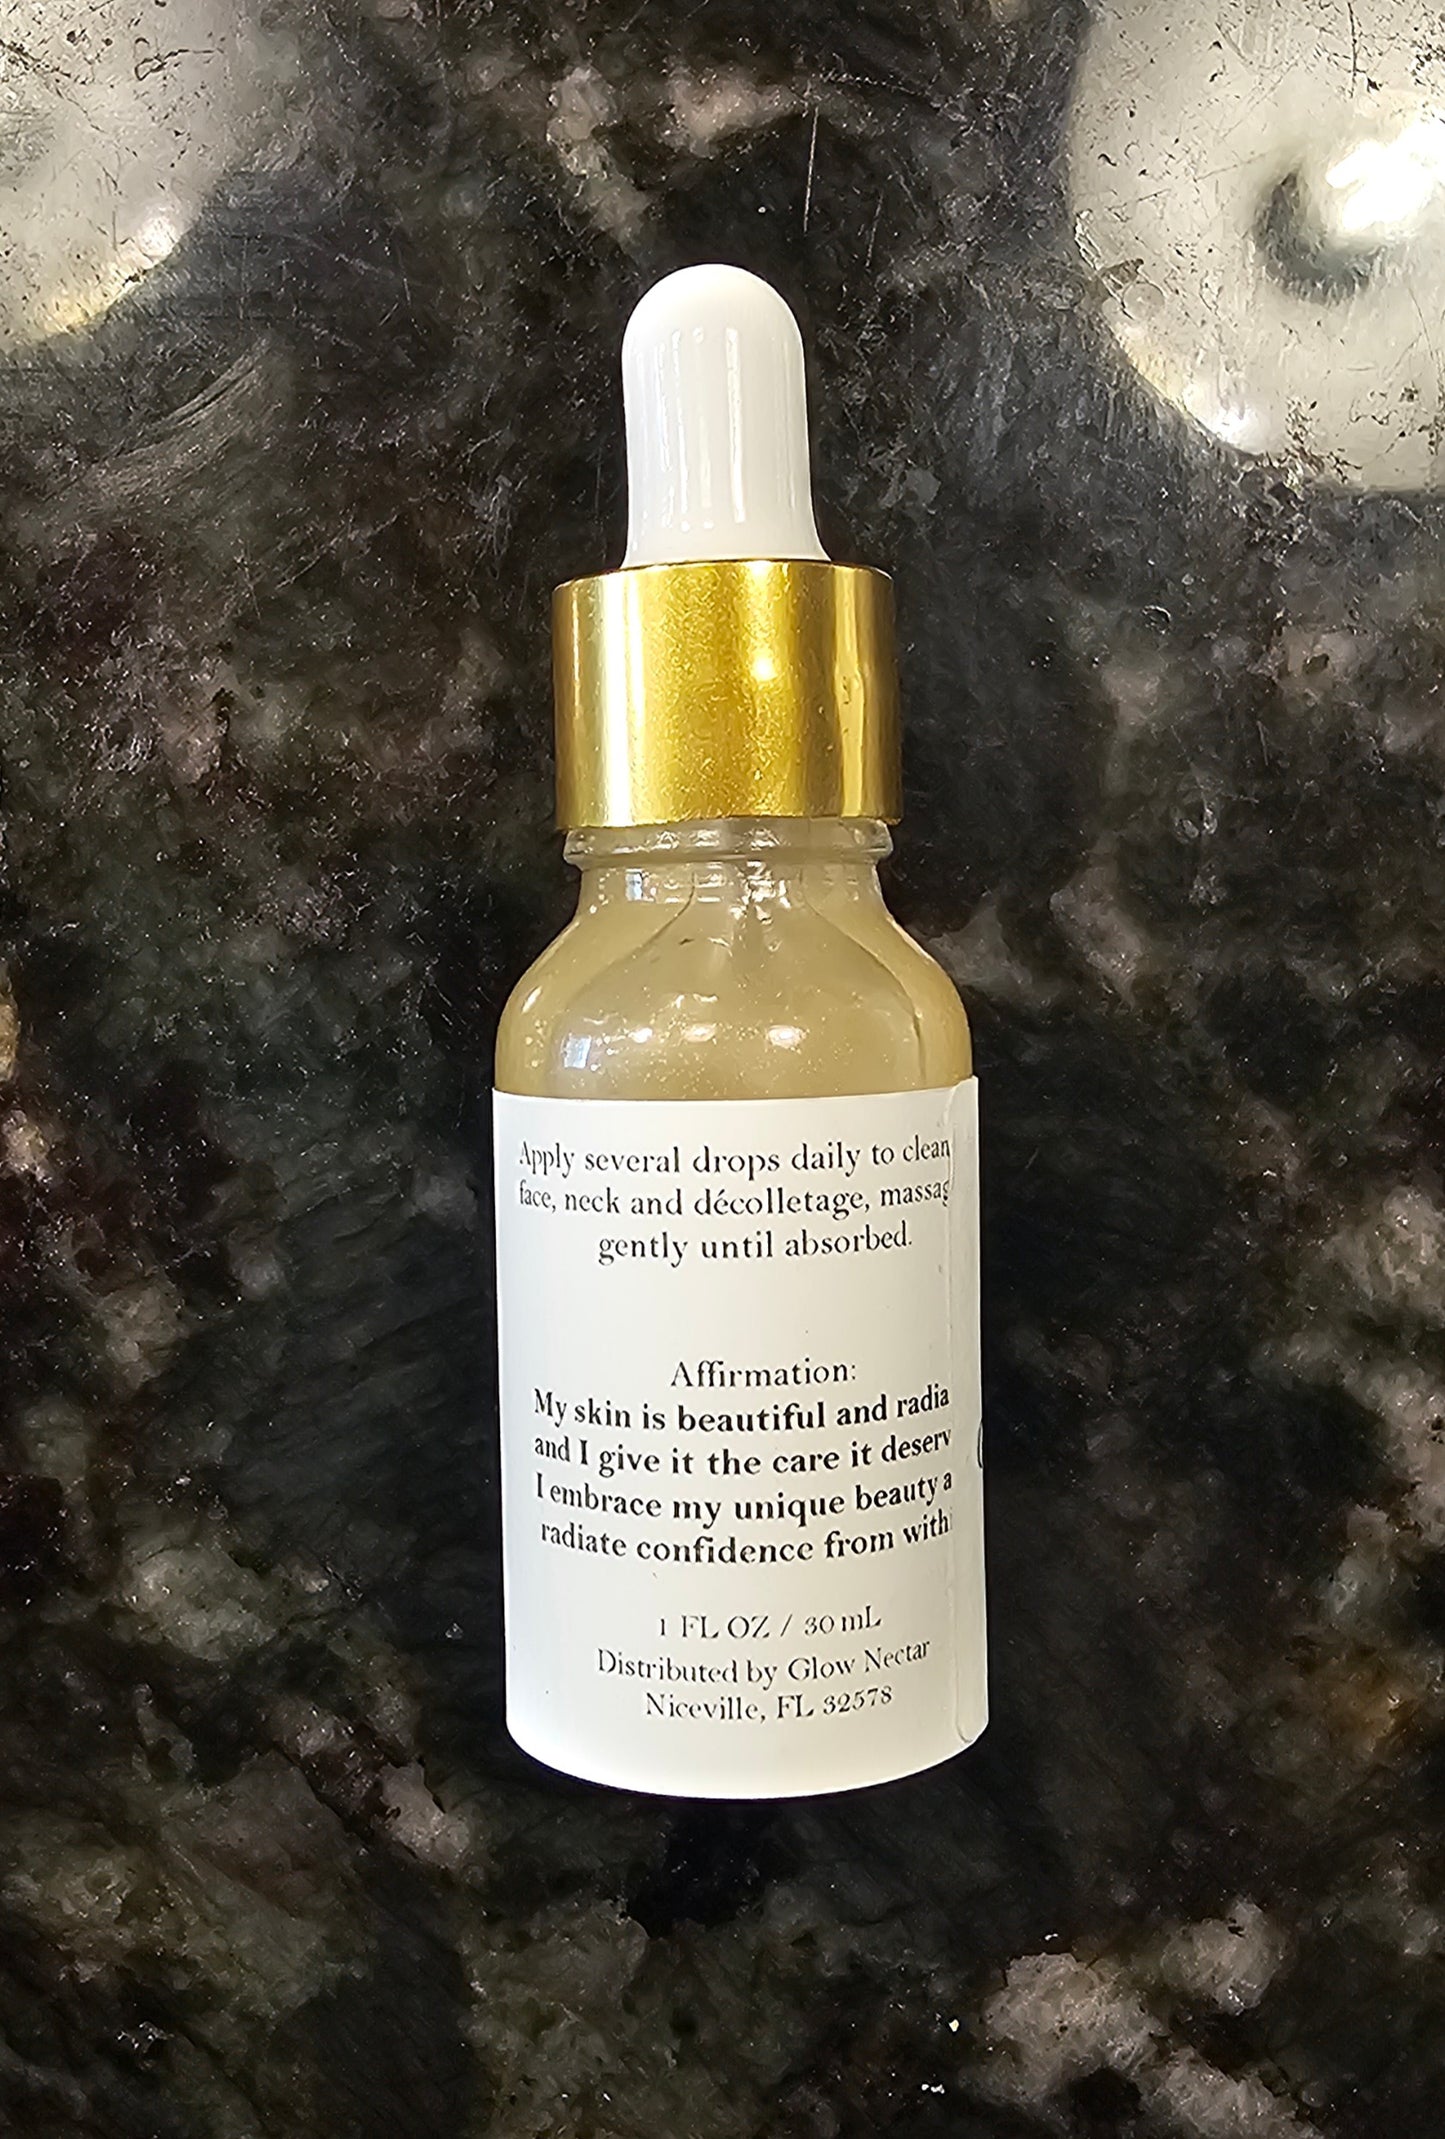 Apply several drops daily to clean
face, neck and décolletage, massag
gently until absorbed.
Affirmation:
My skin is beautiful and radia
and I give it the care it deserv
I embrace my unique beauty a
radiate confidence from with
1 FL OZ / 30 mL
Distributed by Glow Nectar
Niceville, FL 32578